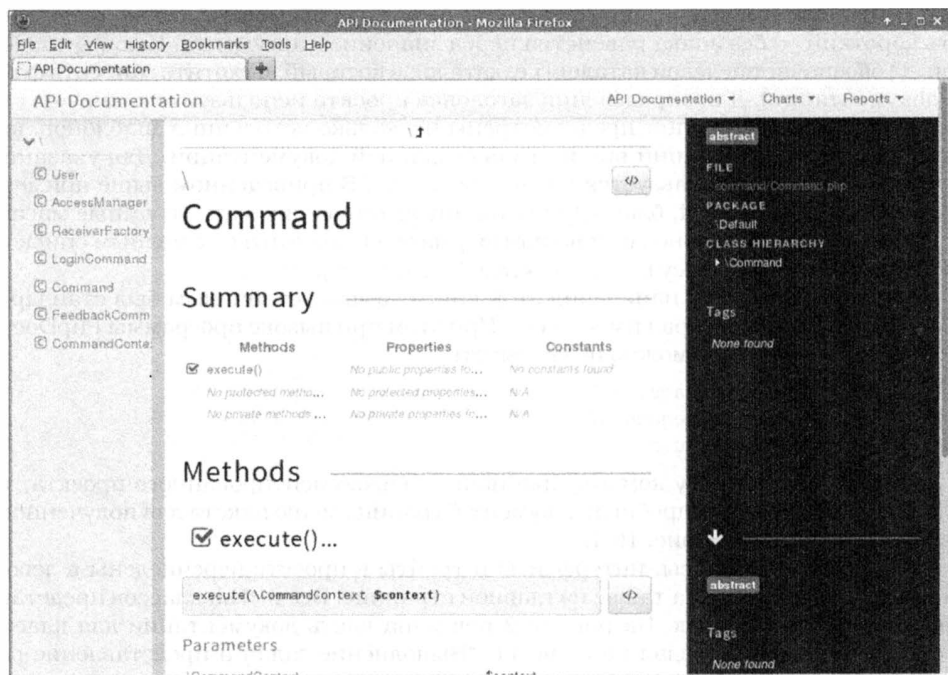 API Documentation - Mozilla Firefox
File Edit View History Bookmarks Tools Help
API Documentation
API Documentation
API Documentation Charts Reports
\
User
AccessManager
ReceiverFactory
LoginCommand
Command
FeedbackComm
CommandConte.
\
</>
Command
Summary
Methods Properties Constants
execute() No public properties fo... No constants found
No protected metho... No protected properties... N/A
No private methods ... No private properties fo... N/A
Methods
execute()...
execute(\CommandContext $context)
</>
Parameters
\CommandContext $context
abstract
FILE
command/Command.php
PACKAGE
\Default
CLASS HIERARCHY
\Command
Tags
None found
abstract
Tags
None found